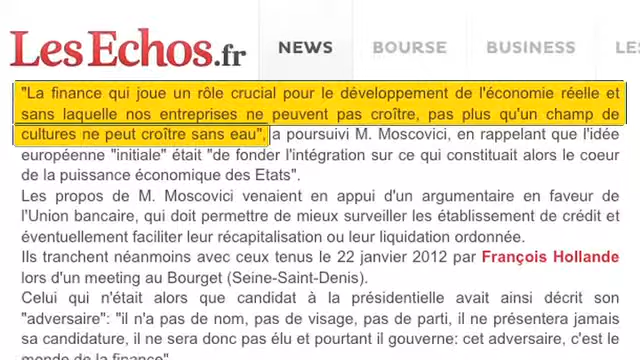 LesEchos.fr NEWS BOURSE BUSINESS LES
"La finance qui joue un rôle crucial pour le développement de l'économie réelle et
sans laquelle nos entreprises ne peuvent pas croître, pas plus qu'un champ de
cultures ne peut croître sans eau", a poursuivi M. Moscovici, en rappelant que l'idée
européenne "initiale" était "de fonder l'intégration sur ce qui constituait alors le coeur
de la puissance économique des Etats".
Les propos de M. Moscovici venaient en appui d'un argumentaire en faveur de
l'Union bancaire, qui doit permettre de mieux surveiller les établissement de crédit et
éventuellement faciliter leur récapitalisation ou leur liquidation ordonnée.
Ils tranchent néanmoins avec ceux tenus le 22 janvier 2012 par François Hollande
lors d'un meeting au Bourget (Seine-Saint-Denis).
Celui qui n'était alors que candidat à la présidentielle avait ainsi décrit son
"adversaire": "il n'a pas de nom, pas de visage, pas de parti, il ne présentera jamais
sa candidature, il ne sera donc pas élu et pourtant il gouverne: cet adversaire, c'est le
monde de la finance"